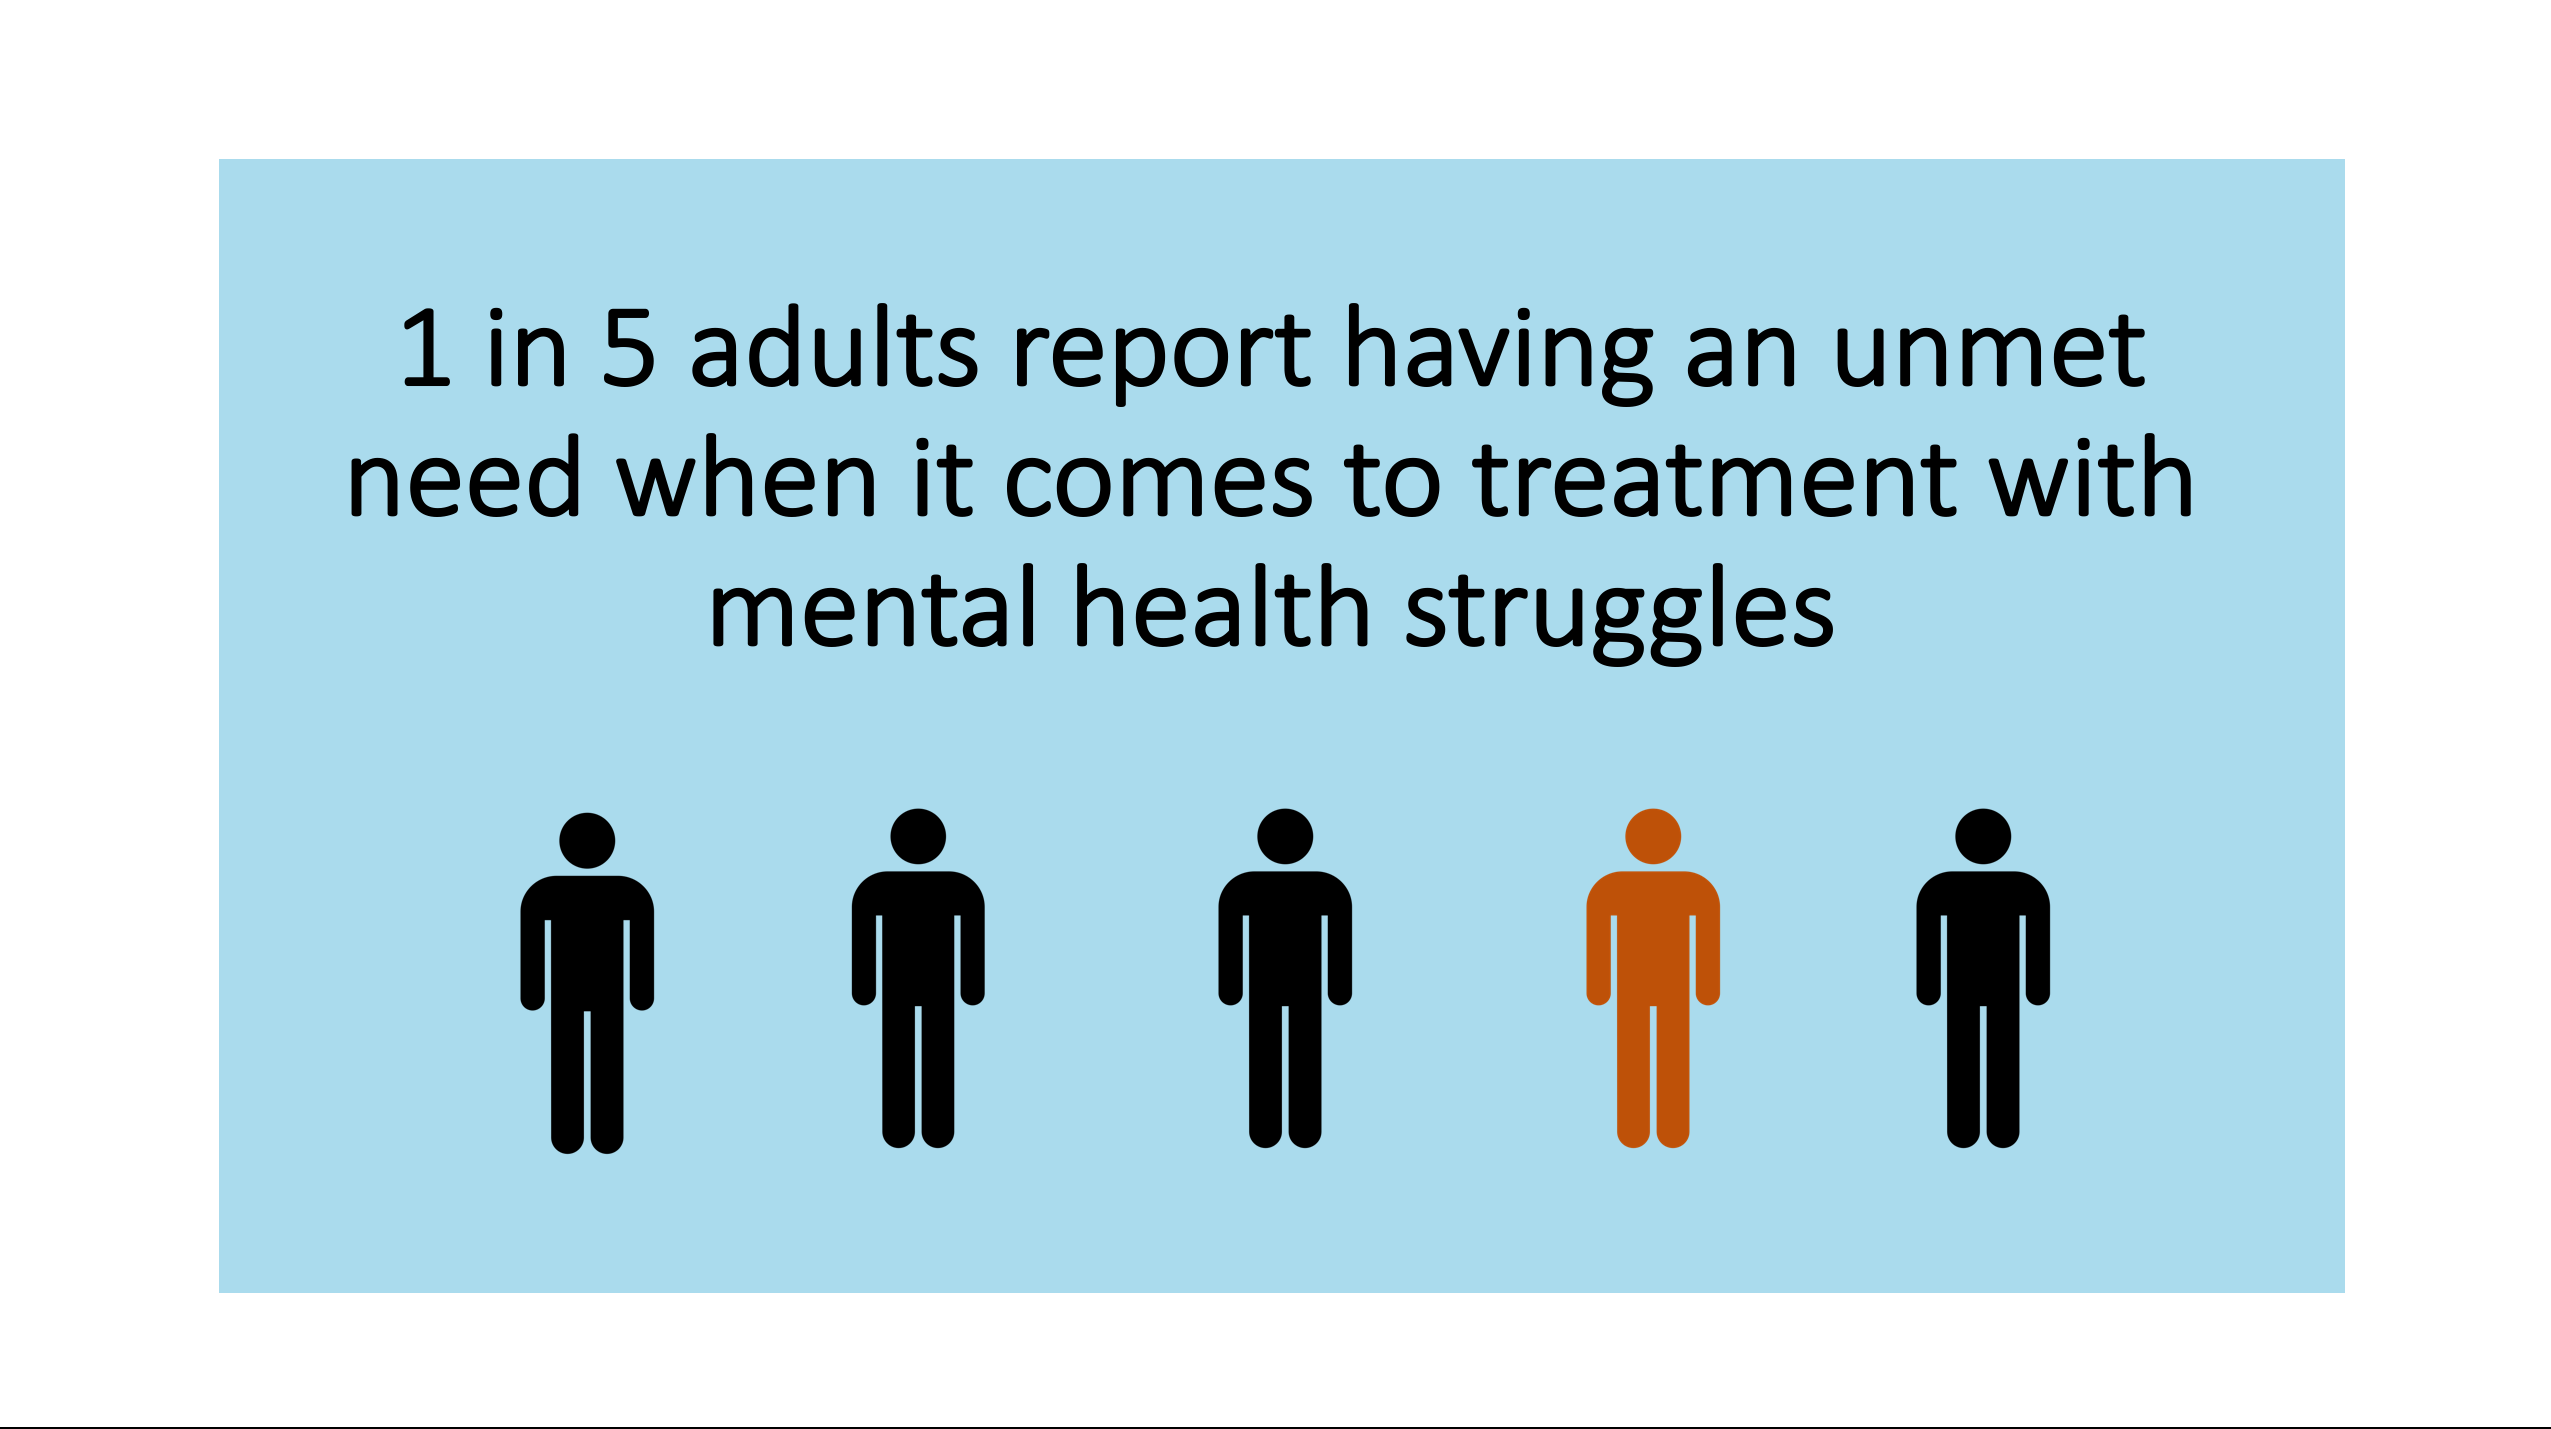 1 in 5 adults report having an unmet
need when it comes to treatment with
mental health struggles